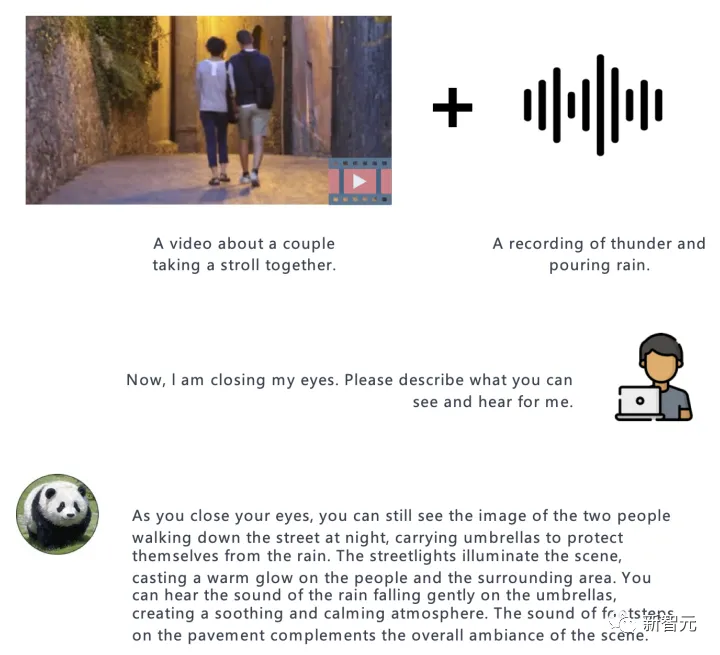 A video about a couple
taking a stroll together.
A recording of thunder and
pouring rain.
Now, I am closing my eyes. Please describe what you can
see and hear for me.
As you close your eyes, you can still see the image of the two people
walking down the street at night, carrying umbrellas to protect
themselves from the rain. The streetlights illuminate the scene,
casting a warm glow on the people and the surrounding area. You
can hear the sound of the rain falling gently on the umbrellas,
creating a soothing and calming atmosphere. The sound of footsteps
on the pavement complements the overall ambiance of the scene.
新智元